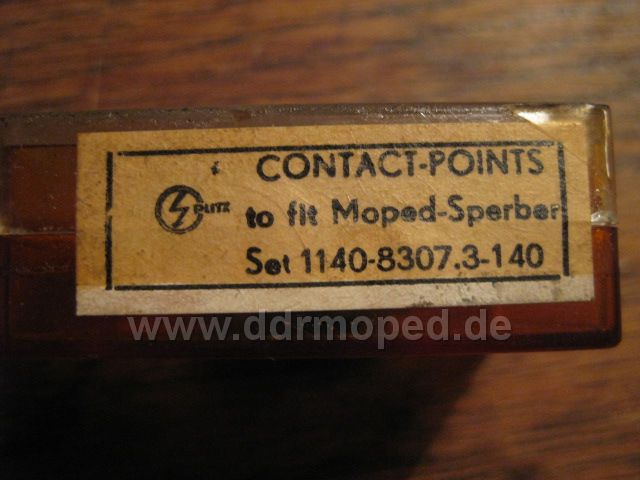 CONTACT-POINTS
to fit Moped-Sperber
Set 1140-8307.3-140
www.ddrmoped.de